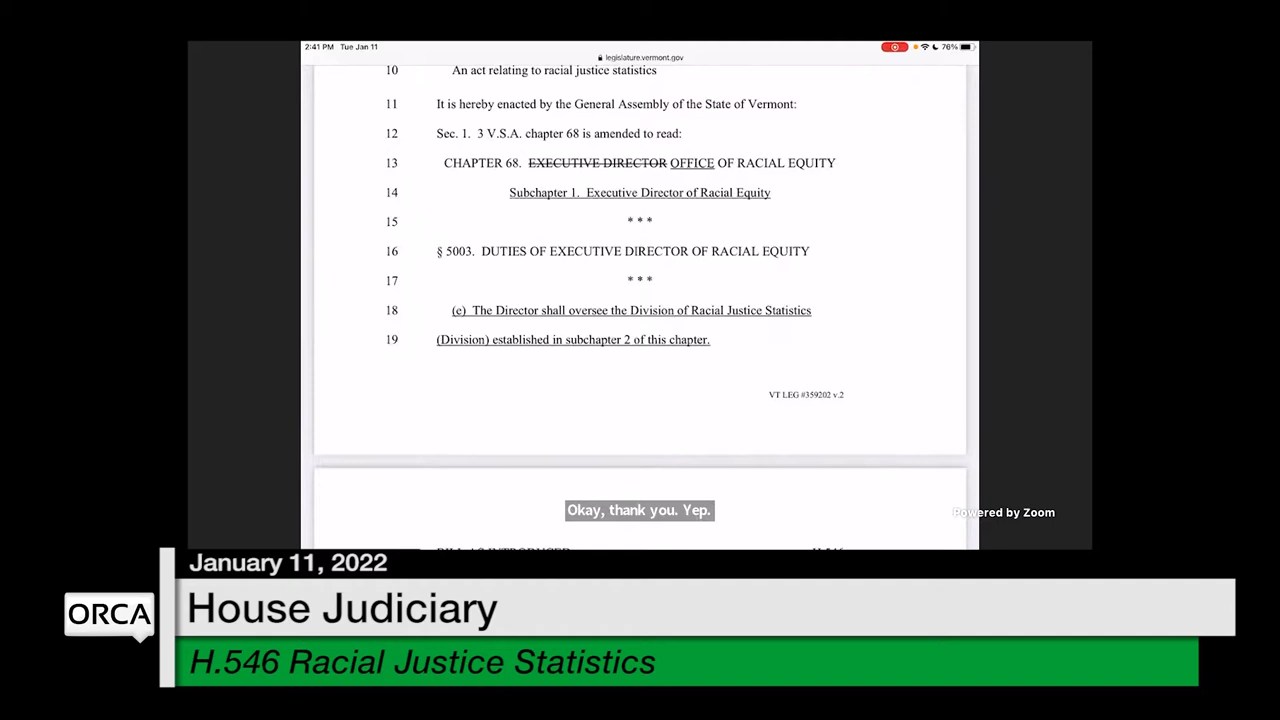 2:41 PM Tue Jan 11
76%
legislature.vermont.gov
10 An act relating to racial justice statistics
11 It is hereby enacted by the General Assembly of the State of Vermont:
12 Sec. 1. 3 V.S.A. chapter 68 is amended to read:
13 CHAPTER 68. EXECUTIVE DIRECTOR OFFICE OF RACIAL EQUITY
14 Subchapter 1. Executive Director of Racial Equity
15 * * *
16 § 5003. DUTIES OF EXECUTIVE DIRECTOR OF RACIAL EQUITY
17 * * *
18 (e) The Director shall oversee the Division of Racial Justice Statistics
19 (Division) established in subchapter 2 of this chapter.
VT LEG #359202 v.2
Okay, thank you. Yep.
Powered by Zoom
January 11, 2022
ORCA
House Judiciary
H.546 Racial Justice Statistics